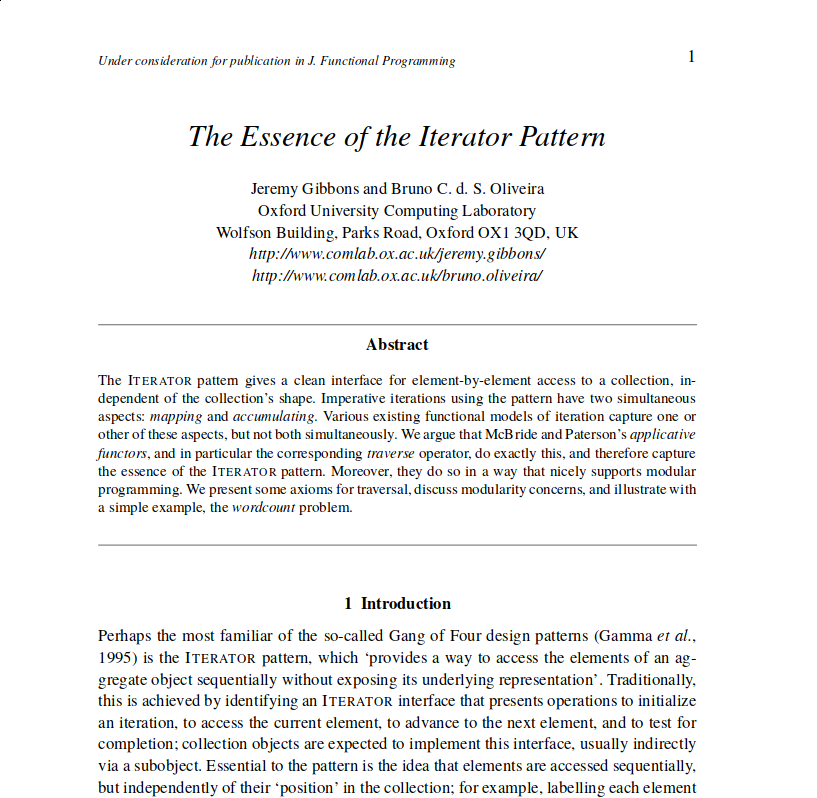 Under consideration for publication in J. Functional Programming
1
The Essence of the Iterator Pattern
Jeremy Gibbons and Bruno C. d. S. Oliveira
Oxford University Computing Laboratory
Wolfson Building, Parks Road, Oxford OX1 3QD, UK
http://www.comlab.ox.ac.uk/jeremy.gibbons/
http://www.comlab.ox.ac.uk/bruno.oliveira/
Abstract
The ITERATOR pattern gives a clean interface for element-by-element access to a collection, in-
dependent of the collection's shape. Imperative iterations using the pattern have two simultaneous
aspects: mapping and accumulating. Various existing functional models of iteration capture one or
other of these aspects, but not both simultaneously. We argue that McBride and Paterson's applicative
functors, and in particular the corresponding traverse operator, do exactly this, and therefore capture
the essence of the ITERATOR pattern. Moreover, they do so in a way that nicely supports modular
programming. We present some axioms for traversal, discuss modularity concerns, and illustrate with
a simple example, the wordcount problem.
1 Introduction
Perhaps the most familiar of the so-called Gang of Four design patterns (Gamma et al.,
1995) is the ITERATOR pattern, which ‘provides a way to access the elements of an ag-
gregate object sequentially without exposing its underlying representation’. Traditionally,
this is achieved by identifying an ITERATOR interface that presents operations to initialize
an iteration, to access the current element, to advance to the next element, and to test for
completion; collection objects are expected to implement this interface, usually indirectly
via a subobject. Essential to the pattern is the idea that elements are accessed sequentially,
but independently of their ‘position’ in the collection; for example, labelling each element